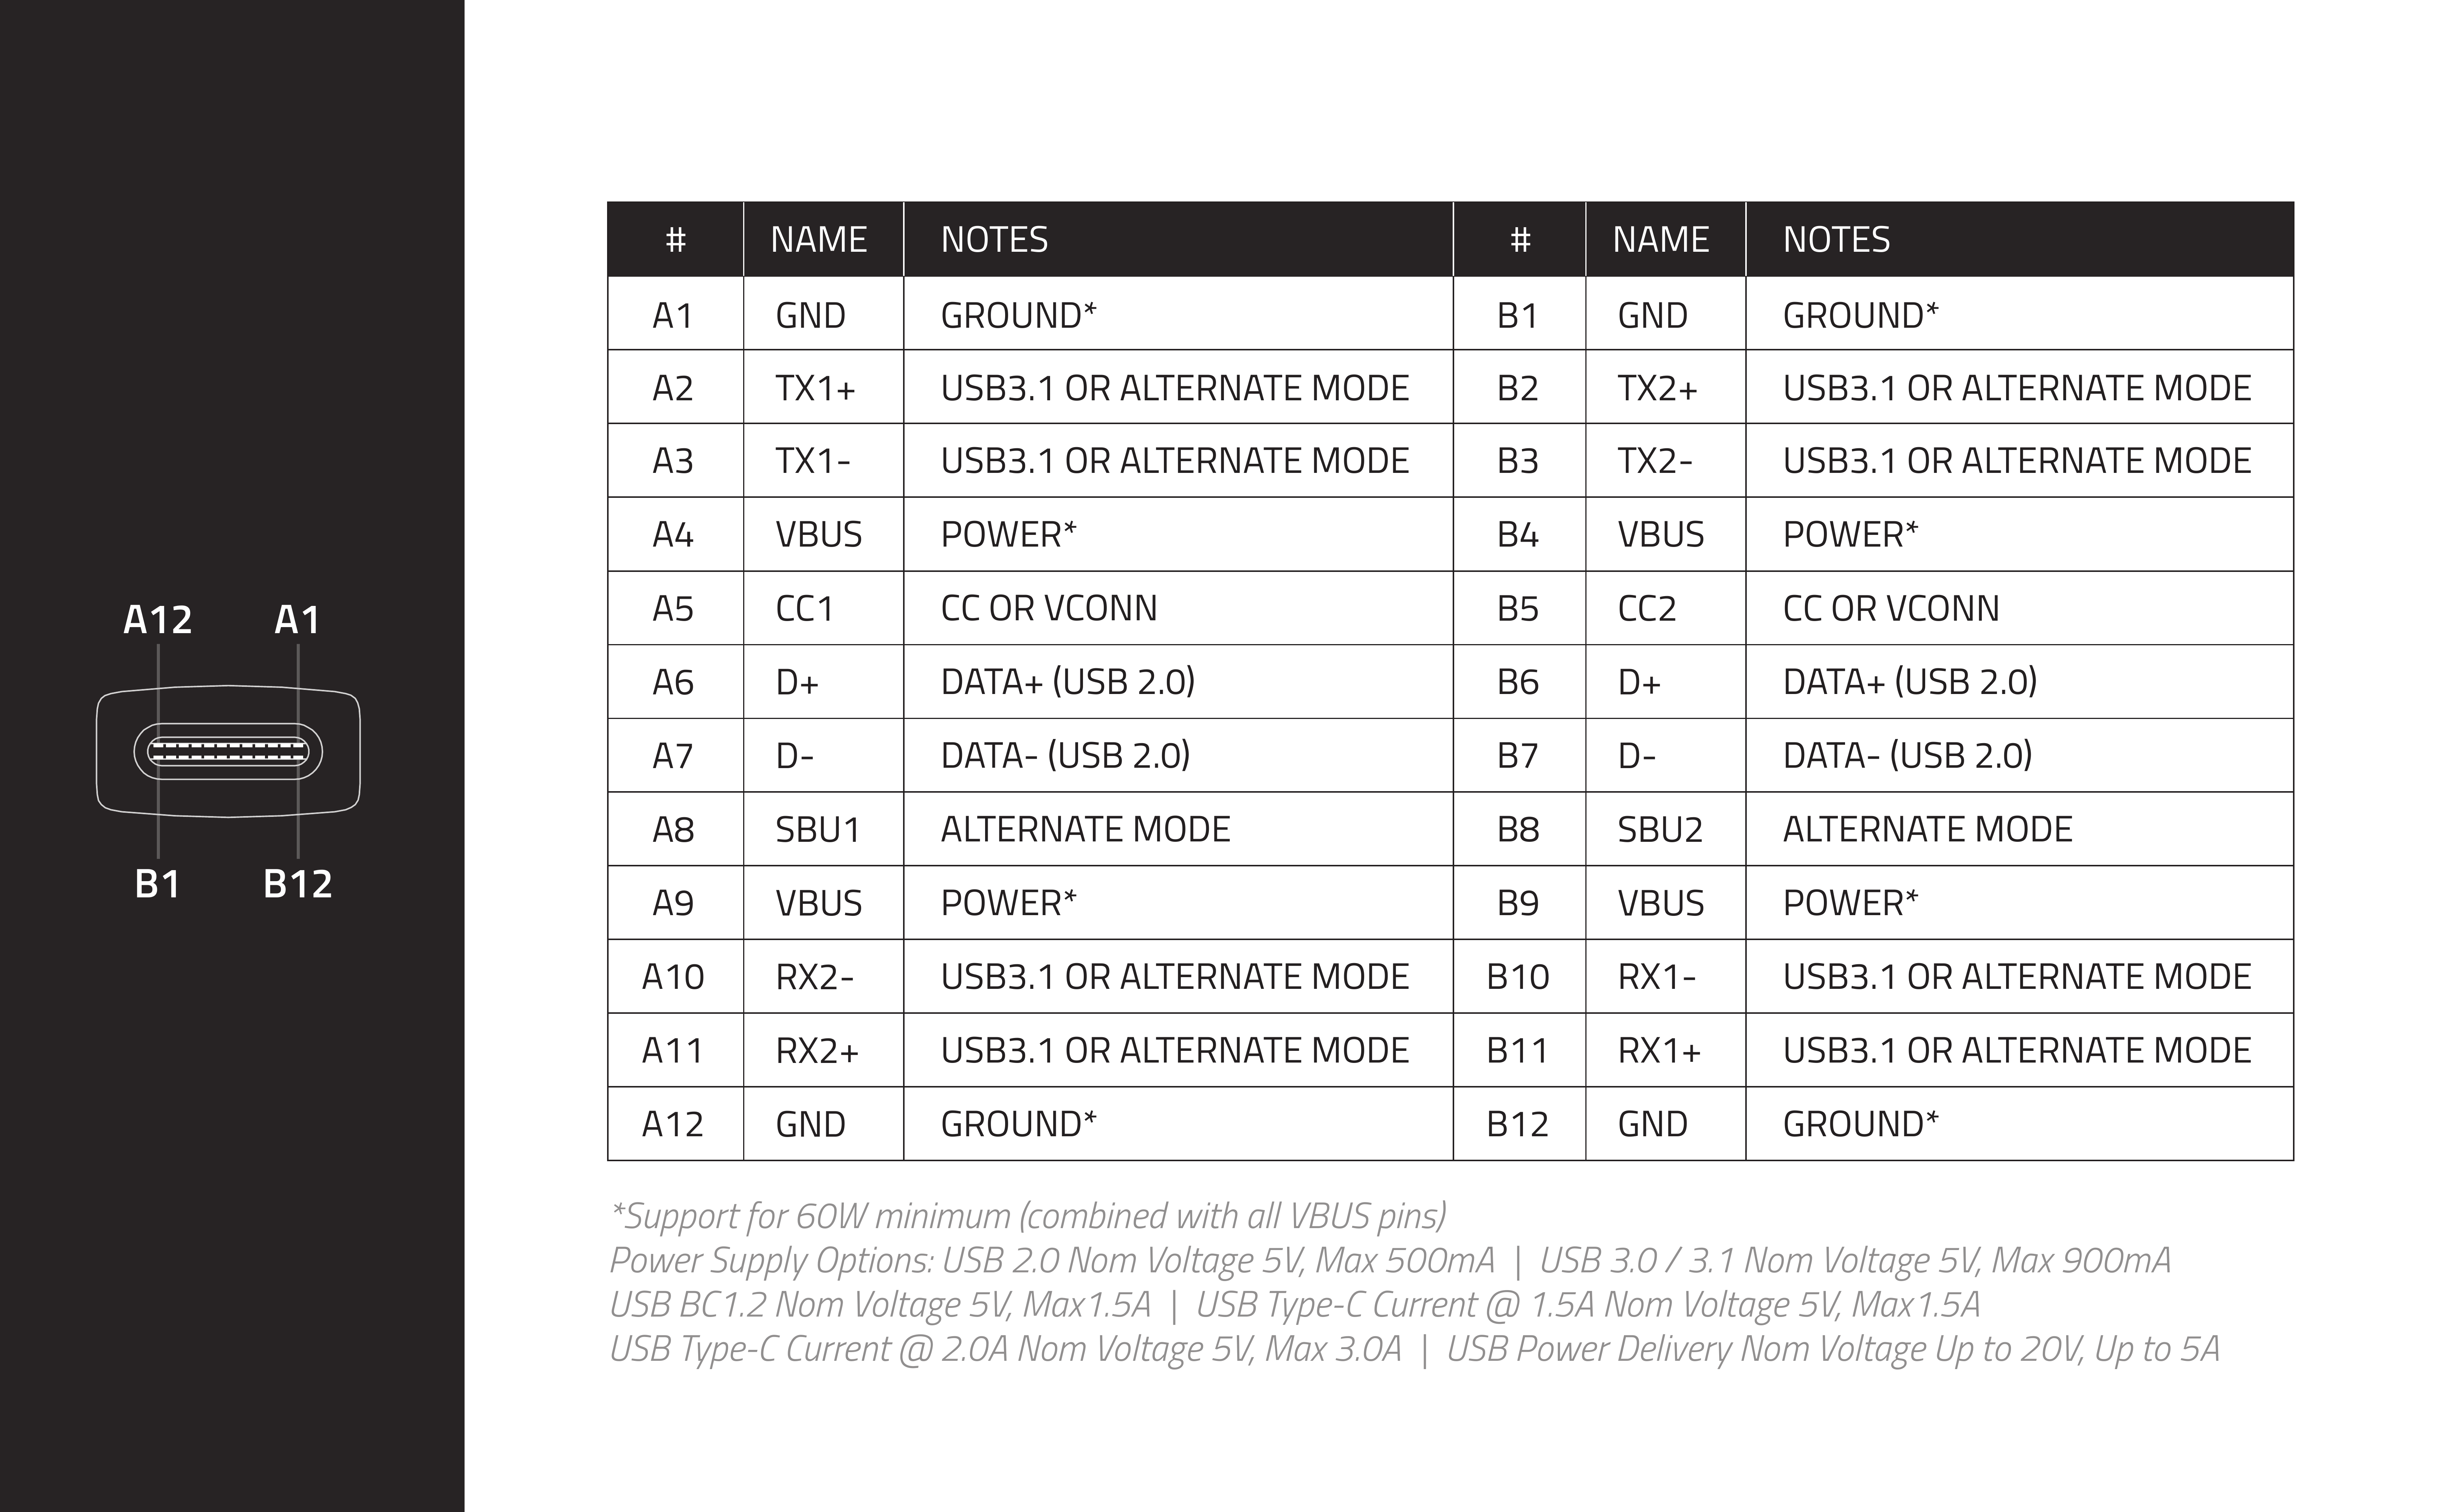 A12 A1
B1 B12
# NAME NOTES # NAME NOTES
A1 GND GROUND* B1 GND GROUND*
A2 TX1+ USB3.1 OR ALTERNATE MODE B2 TX2+ USB3.1 OR ALTERNATE MODE
A3 TX1- USB3.1 OR ALTERNATE MODE B3 TX2- USB3.1 OR ALTERNATE MODE
A4 VBUS POWER* B4 VBUS POWER*
A5 CC1 CC OR VCONN B5 CC2 CC OR VCONN
A6 D+ DATA+ (USB 2.0) B6 D+ DATA+ (USB 2.0)
A7 D- DATA- (USB 2.0) B7 D- DATA- (USB 2.0)
A8 SBU1 ALTERNATE MODE B8 SBU2 ALTERNATE MODE
A9 VBUS POWER* B9 VBUS POWER*
A10 RX2- USB3.1 OR ALTERNATE MODE B10 RX1- USB3.1 OR ALTERNATE MODE
A11 RX2+ USB3.1 OR ALTERNATE MODE B11 RX1+ USB3.1 OR ALTERNATE MODE
A12 GND GROUND* B12 GND GROUND*
*Support for 60W minimum (combined with all VBUS pins)
Power Supply Options: USB 2.0 Nom Voltage 5V, Max 500mA | USB 3.0 / 3.1 Nom Voltage 5V, Max 900mA
USB BC1.2 Nom Voltage 5V, Max1.5A | USB Type-C Current @ 1.5A Nom Voltage 5V, Max1.5A
USB Type-C Current @ 2.0A Nom Voltage 5V, Max 3.0A | USB Power Delivery Nom Voltage Up to 20V, Up to 5A